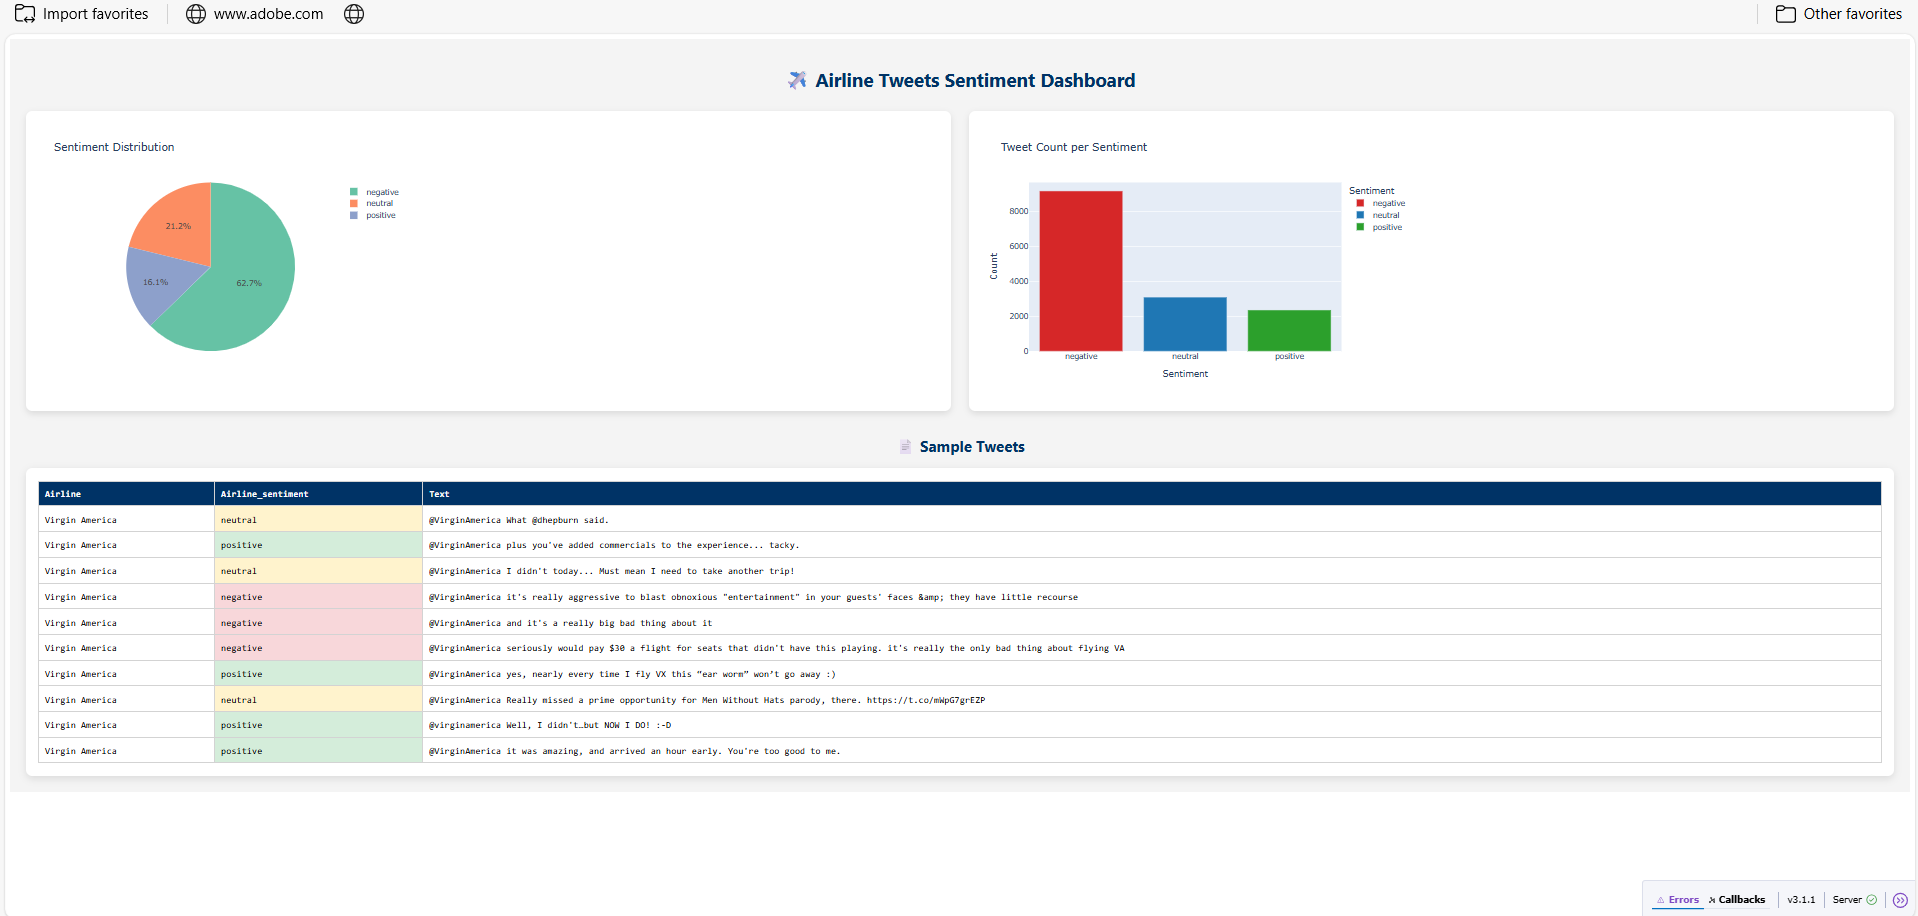 Import favorites www.adobe.com Other favorites
Airline Tweets Sentiment Dashboard
Sentiment Distribution
negative
neutral
positive
21.2%
16.1%
62.7%
Tweet Count per Sentiment
Sentiment
negative
neutral
positive
Count
8000
6000
4000
2000
0
negative neutral positive
Sentiment
Sample Tweets
Airline Airline_sentiment Text
Virgin America neutral @VirginAmerica What @dhepburn said.
Virgin America positive @VirginAmerica plus you've added commercials to the experience... tacky.
Virgin America neutral @VirginAmerica I didn't today... Must mean I need to take another trip!
Virgin America negative @VirginAmerica it's really aggressive to blast obnoxious "entertainment" in your guests' faces &amp; they have little recourse
Virgin America negative @VirginAmerica and it's a really big bad thing about it
Virgin America negative @VirginAmerica seriously would pay $30 a flight for seats that didn't have this playing. it's really the only bad thing about flying VA
Virgin America positive @VirginAmerica yes, nearly every time I fly VX this “ear worm” won’t go away :)
Virgin America neutral @VirginAmerica Really missed a prime opportunity for Men Without Hats parody, there. https://t.co/mWpG7grEZP
Virgin America positive @virginamerica Well, I didn't…but NOW I DO! :-D
Virgin America positive @VirginAmerica it was amazing, and arrived an hour early. You're too good to me.
Errors Callbacks v3.1.1 Server